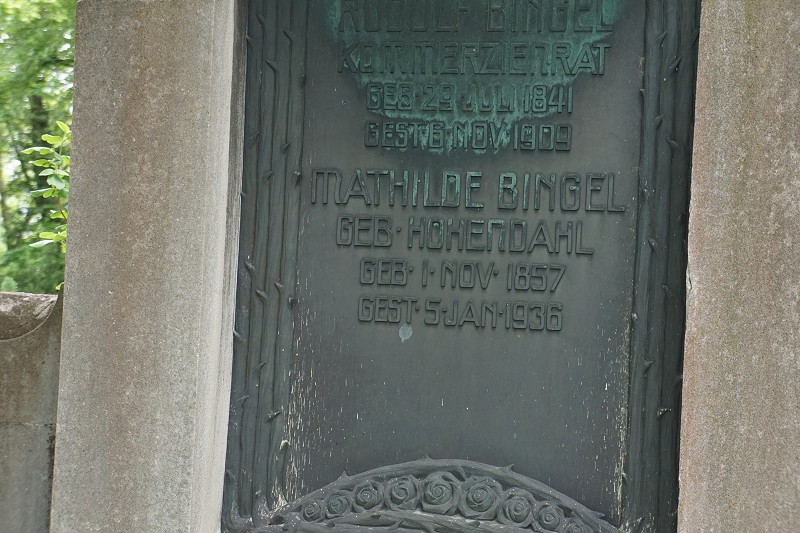 RUDOLF BINGEL
KOMMERZIENRAT
GEB 29 JULI 1841
GEST 6 NOV 1909
MATHILDE BINGEL
GEB · HOHENDAHL
GEB · 1 · NOV · 1857
GEST · 5 · JAN · 1936